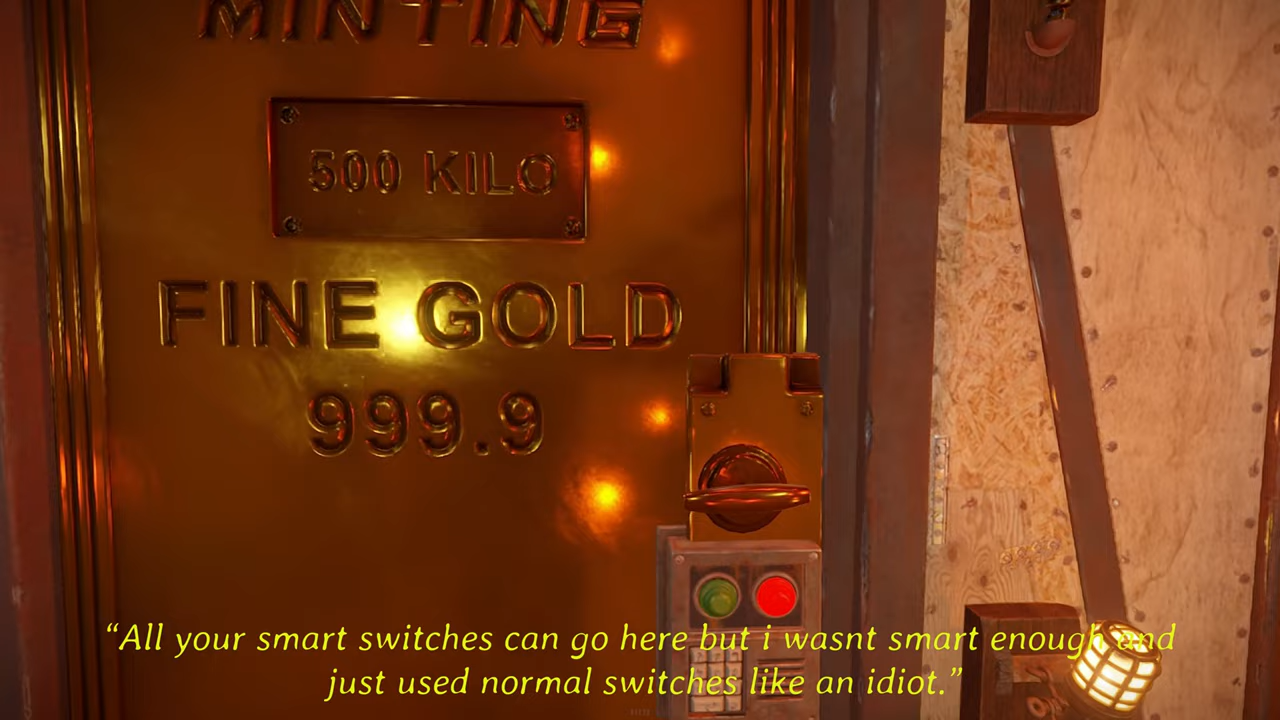 MINTING
500 KILO
FINE GOLD
999.9
“All your smart switches can go here but i wasnt smart enough and
just used normal switches like an idiot.”